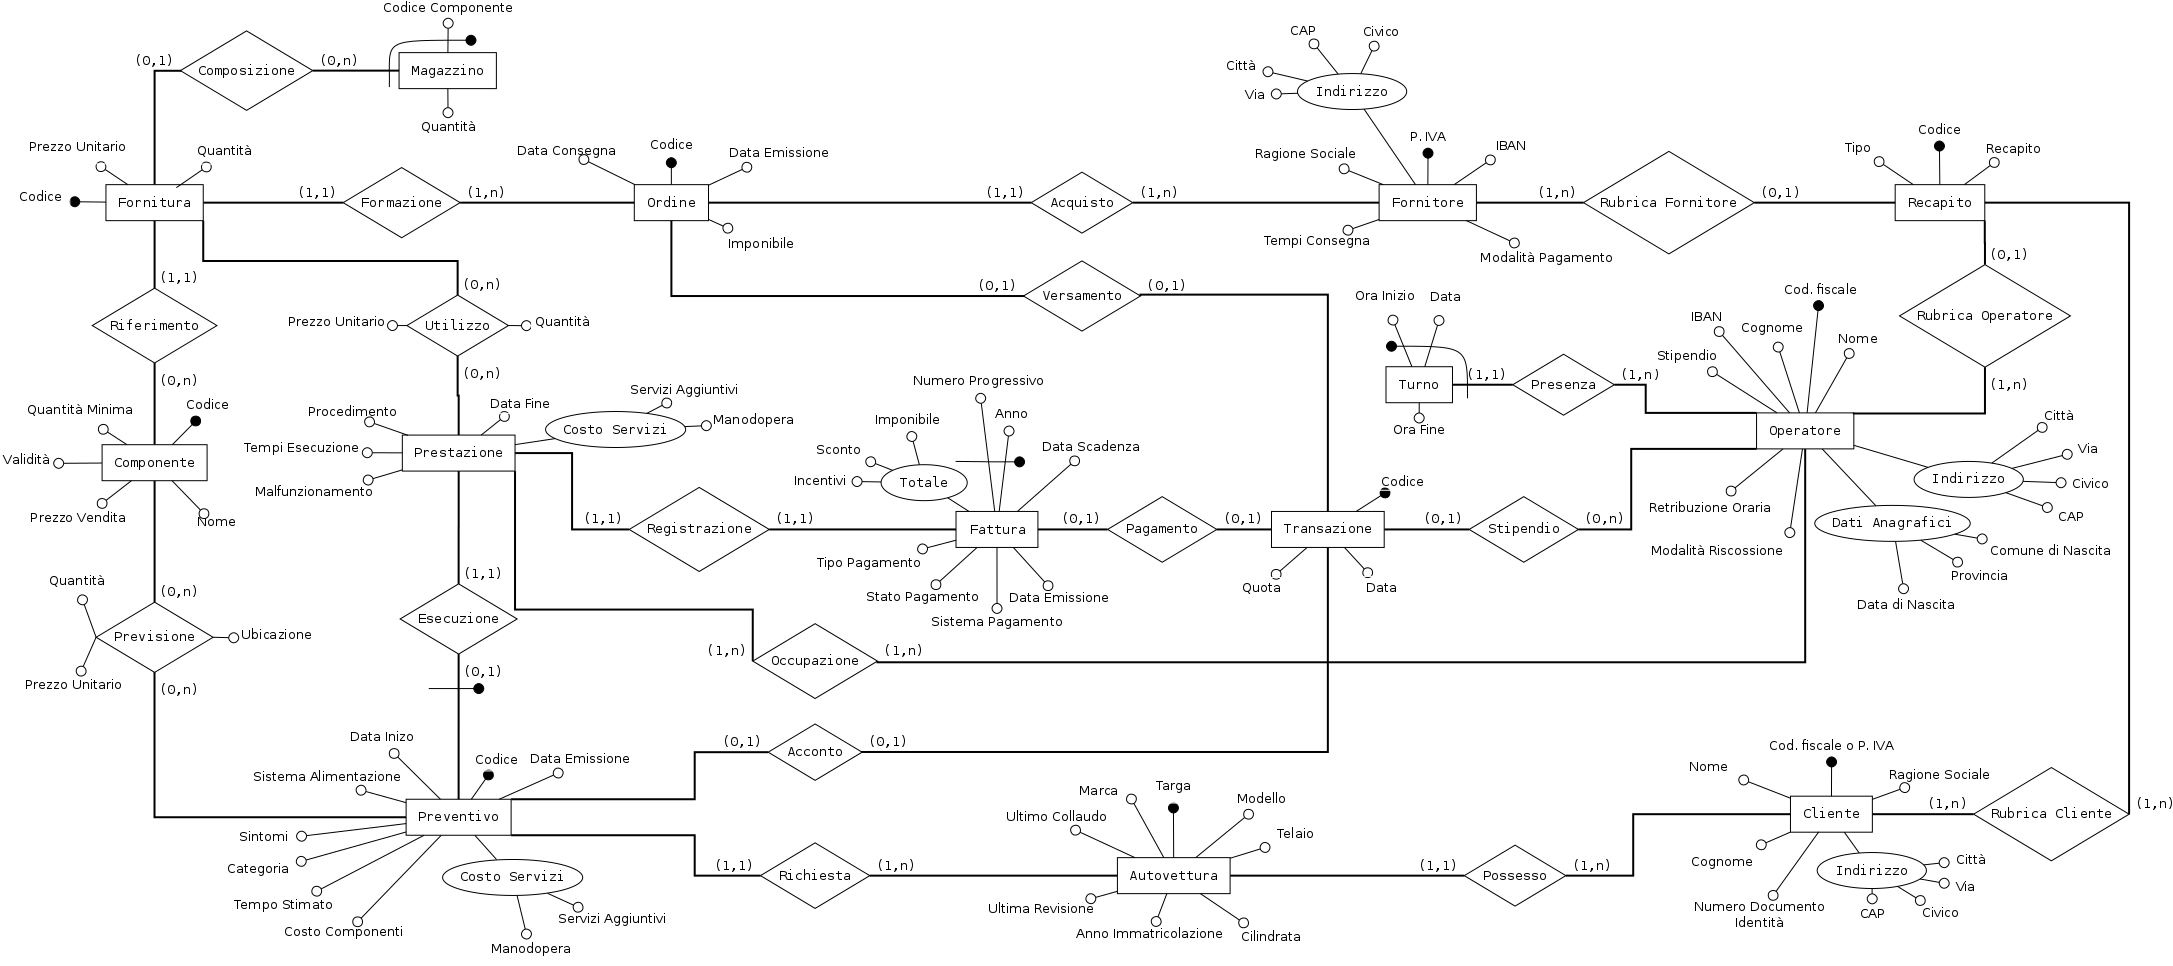 Codice Componente
CAP
Civico
(0,1)
Composizione
(0,n)
Magazzino
Città
Indirizzo
Via
Quantità
Prezzo Unitario
Quantità
Data Consegna
Codice
Data Emissione
Ragione Sociale
P. IVA
IBAN
Tipo
Codice
Recapito
Codice
Fornitura
(1,1)
Formazione
(1,n)
Ordine
(1,1)
Acquisto
(1,n)
Fornitore
(1,n)
Rubrica Fornitore
(0,1)
Recapito
Imponibile
Tempi Consegna
Modalità Pagamento
(0,1)
(1,1)
(0,n)
(0,1)
Versamento
(0,1)
Ora Inizio
Data
Cod. fiscale
Riferimento
Prezzo Unitario
Utilizzo
Quantità
IBAN
Cognome
Nome
Rubrica Operatore
Stipendio
(0,n)
(0,n)
Numero Progressivo
Turno
(1,1)
Presenza
(1,n)
(1,n)
Servizi Aggiuntivi
Quantità Minima
Codice
Procedimento
Data Fine
Costo Servizi
Manodopera
Imponibile
Anno
Ora Fine
Operatore
Città
Tempi Esecuzione
Prestazione
Sconto
Data Scadenza
Via
Validità
Componente
Malfunzionamento
Incentivi
Totale
Codice
Indirizzo
Civico
Prezzo Vendita
Nome
Retribuzione Oraria
CAP
(1,1)
Registrazione
(1,1)
Fattura
(0,1)
Pagamento
(0,1)
Transazione
(0,1)
Stipendio
(0,n)
Dati Anagrafici
Modalità Riscossione
Comune di Nascita
Tipo Pagamento
Provincia
Quantità
(0,n)
(1,1)
Stato Pagamento
Data Emissione
Quota
Data
Data di Nascita
Esecuzione
Sistema Pagamento
Previsione
Ubicazione
(1,n)
Occupazione
(1,n)
Prezzo Unitario
(0,n)
(0,1)
Data Inizo
(0,1)
Acconto
(0,1)
Cod. fiscale o P. IVA
Codice
Data Emissione
Nome
Sistema Alimentazione
Marca
Targa
Modello
Ragione Sociale
Preventivo
Ultimo Collaudo
Cliente
(1,n)
Rubrica Cliente
(1,n)
Sintomi
Telaio
Categoria
(1,1)
Richiesta
(1,n)
Autovettura
(1,1)
Possesso
(1,n)
Cognome
Indirizzo
Città
Costo Servizi
Via
Tempo Stimato
Servizi Aggiuntivi
Ultima Revisione
Numero Documento
Identità
CAP
Civico
Costo Componenti
Manodopera
Anno Immatricolazione
Cilindrata